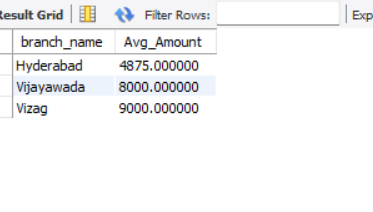 Result Grid Filter Rows: Exp
branch_name Avg_Amount
Hyderabad 4875.000000
Vijayawada 8000.000000
Vizag 9000.000000